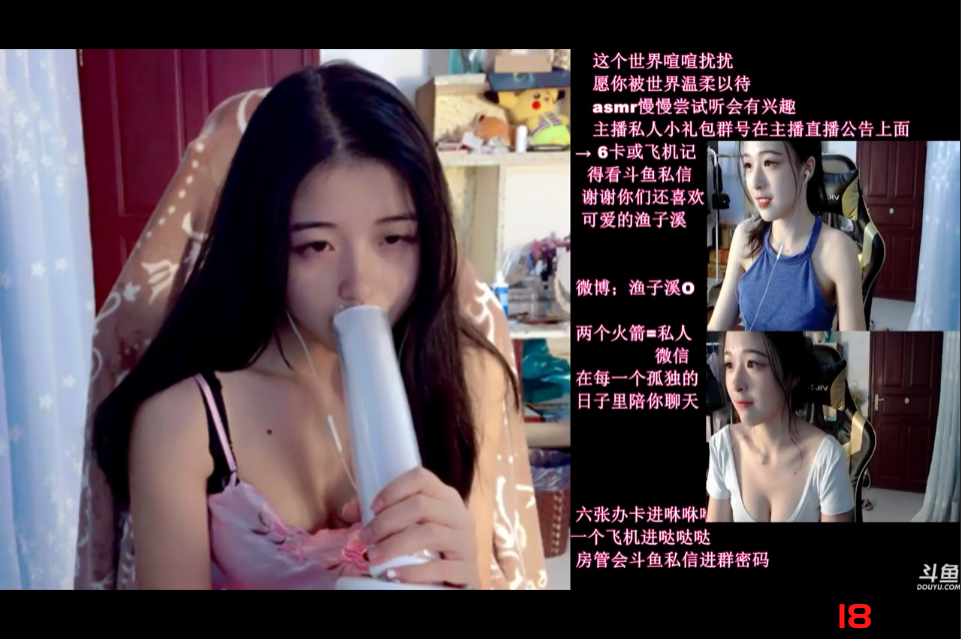 这个世界喧喧扰扰
愿你被世界温柔以待
asmr慢慢尝试听会有兴趣
主播私人小礼包群号在主播直播公告上面
→ 6卡或飞机记
得看斗鱼私信
谢谢你们还喜欢
可爱的渔子溪
微博；渔子溪O
两个火箭=私人
微信
在每一个孤独的
日子里陪你聊天
六张办卡进咻咻
一个飞机进哒哒哒
房管会斗鱼私信进群密码
斗鱼
DOUYU.COM
18